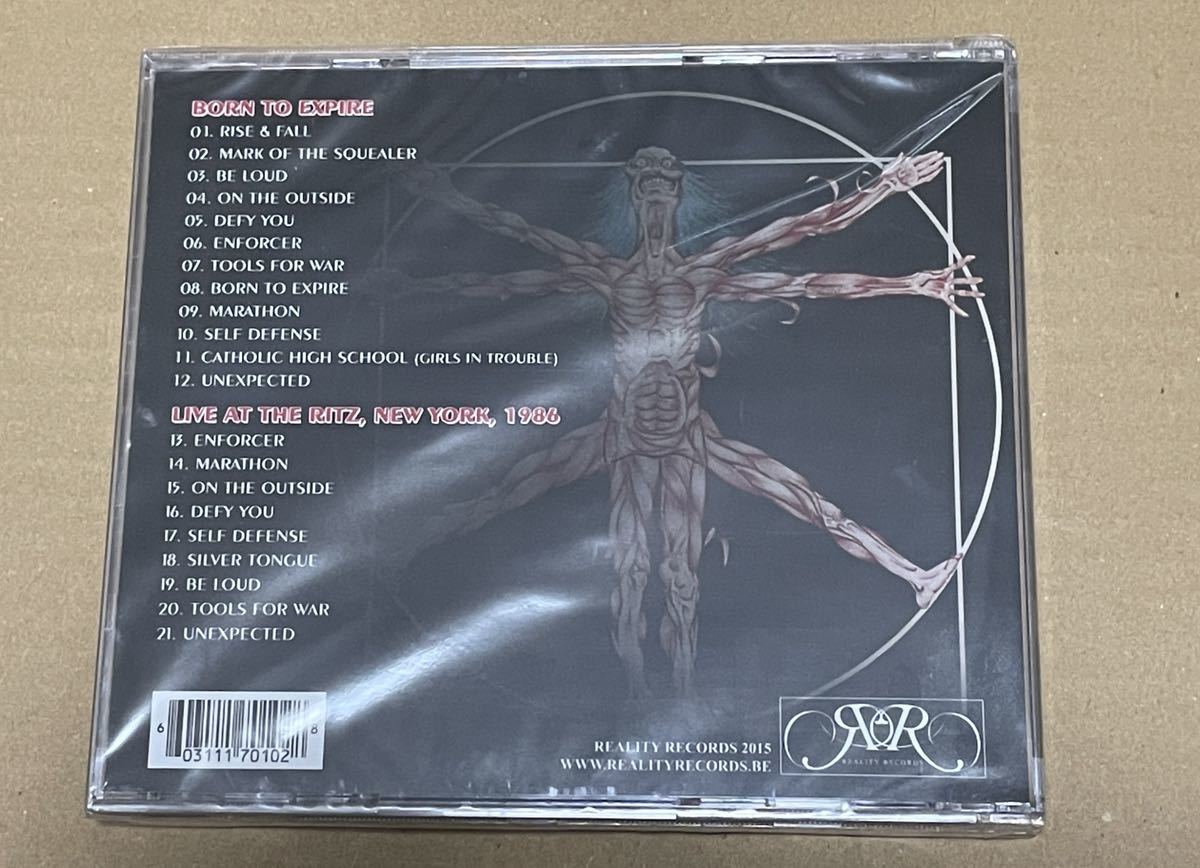 BORN TO EXPIRE
01. RISE & FALL
02. MARK OF THE SQUEALER
03. BE LOUD
04. ON THE OUTSIDE
05. DEFY YOU
06. ENFORCER
07. TOOLS FOR WAR
08. BORN TO EXPIRE
09. MARATHON
10. SELF DEFENSE
11. CATHOLIC HIGH SCHOOL (GIRLS IN TROUBLE)
12. UNEXPECTED
LIVE AT THE RITZ, NEW YORK, 1986
13. ENFORCER
14. MARATHON
15. ON THE OUTSIDE
16. DEFY YOU
17. SELF DEFENSE
18. SILVER TONGUE
19. BE LOUD
20. TOOLS FOR WAR
21. UNEXPECTED
6 03111 70102 8
REALITY RECORDS 2015
WWW.REALITYRECORDS.BE
RR
REALITY RECORDS